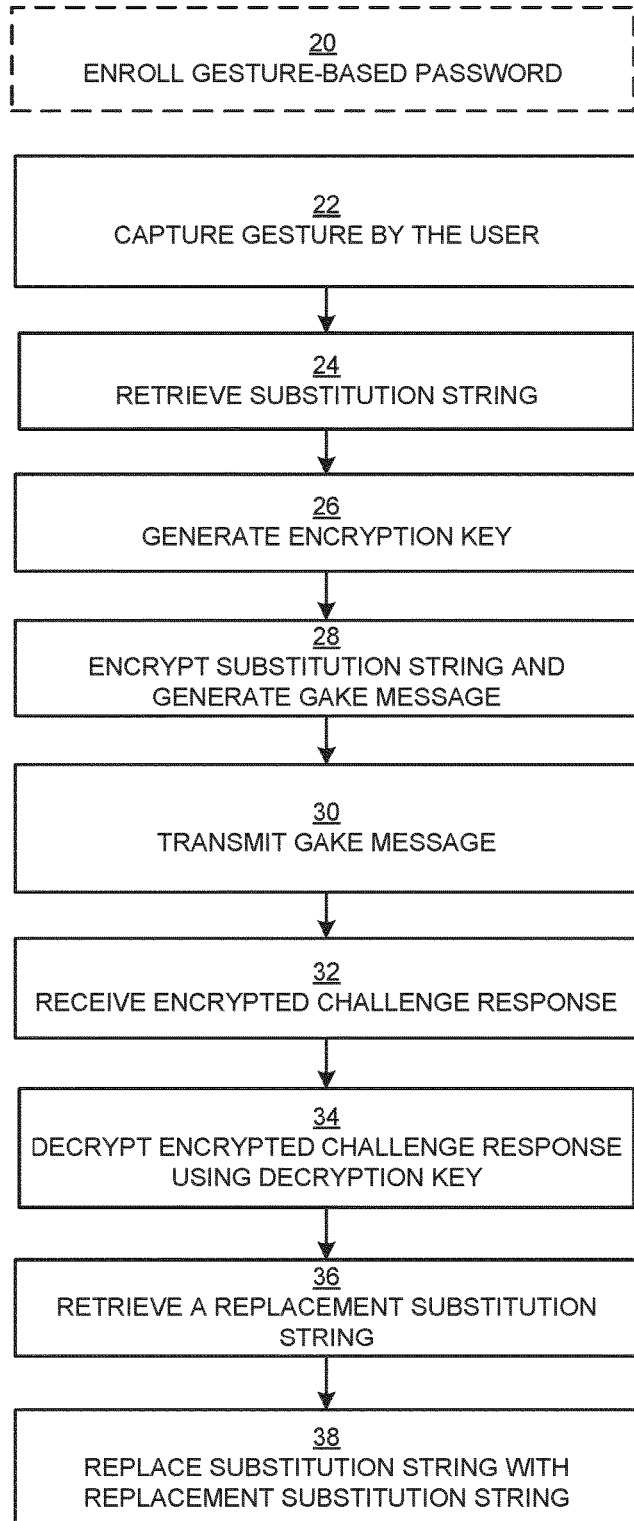 20
ENROLL GESTURE-BASED PASSWORD
22
CAPTURE GESTURE BY THE USER
24
RETRIEVE SUBSTITUTION STRING
26
GENERATE ENCRYPTION KEY
28
ENCRYPT SUBSTITUTION STRING AND
GENERATE GAKE MESSAGE
30
TRANSMIT GAKE MESSAGE
32
RECEIVE ENCRYPTED CHALLENGE RESPONSE
34
DECRYPT ENCRYPTED CHALLENGE RESPONSE
USING DECRYPTION KEY
36
RETRIEVE A REPLACEMENT SUBSTITUTION
STRING
38
REPLACE SUBSTITUTION STRING WITH
REPLACEMENT SUBSTITUTION STRING